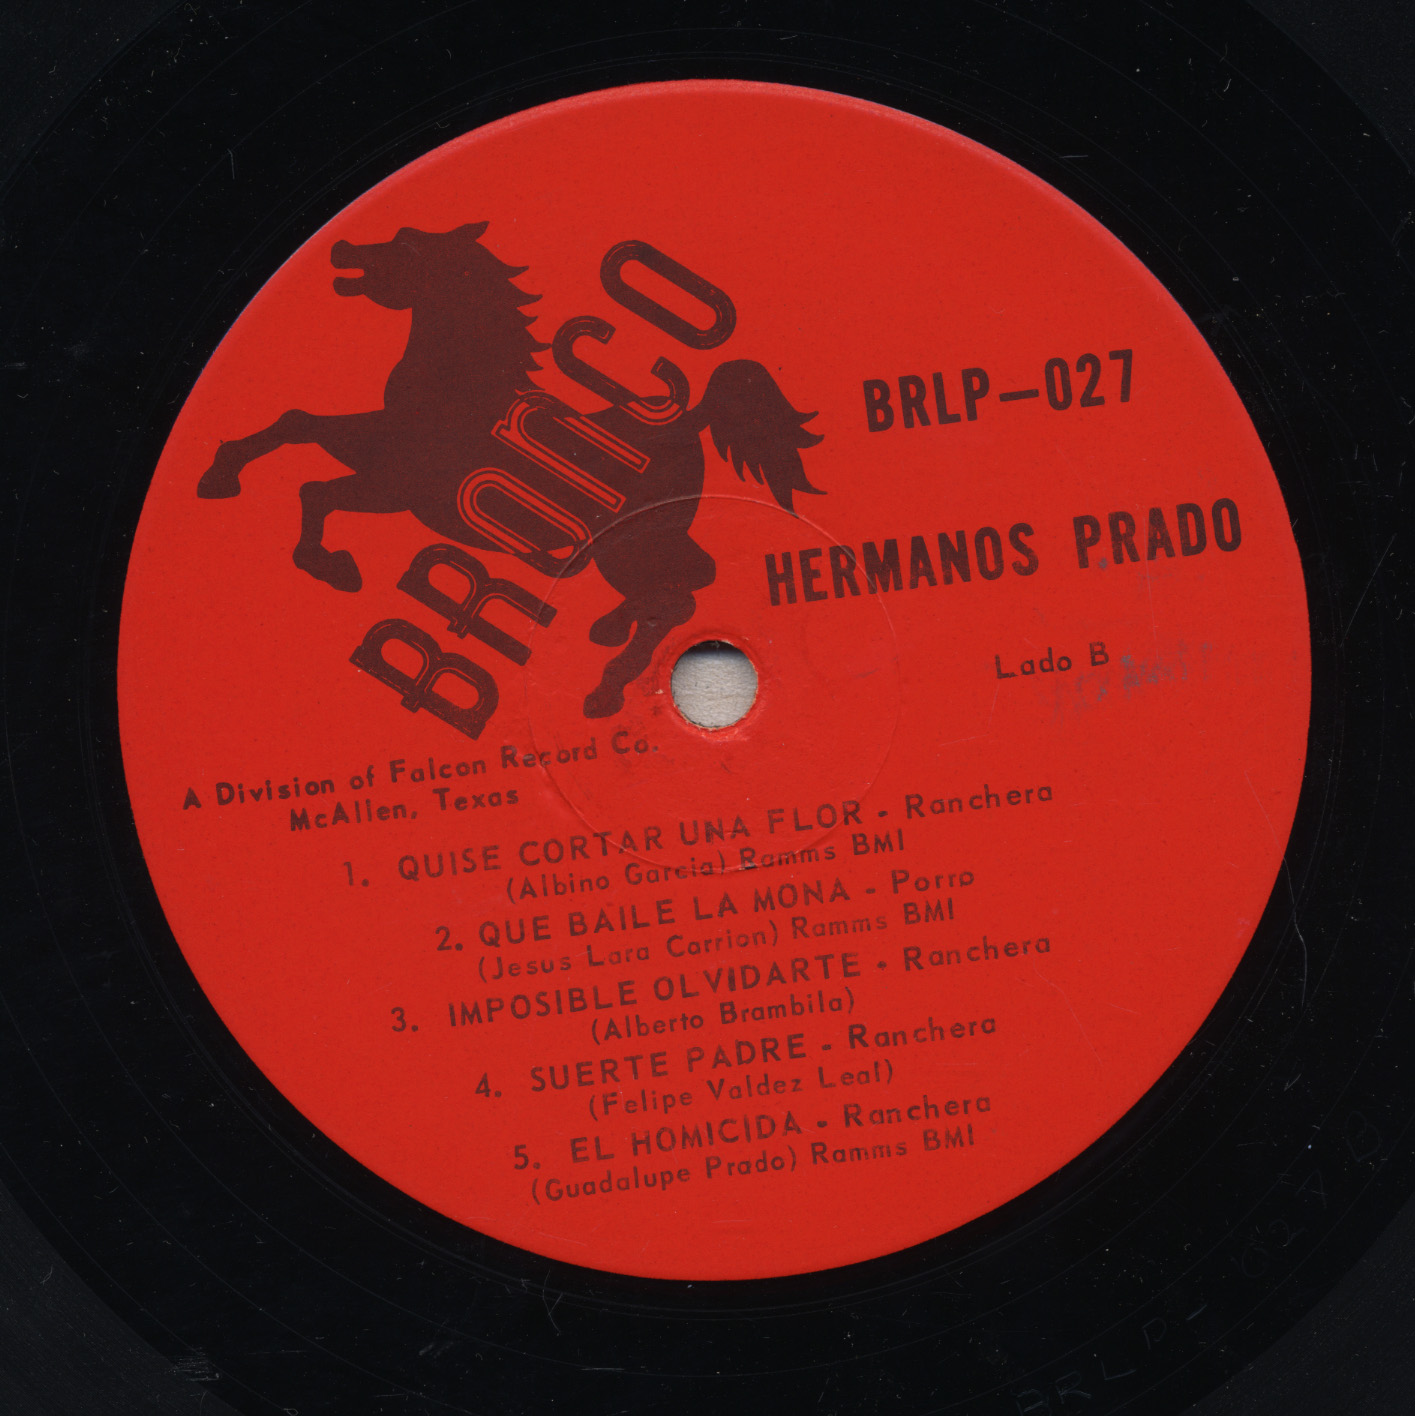 BRONCO
BRLP-027
HERMANOS PRADO
Lado B
A Division of Falcon Record Co.
McAllen, Texas
1. QUISE CORTAR UNA FLOR - Ranchera
(Albino Garcia) Ramms BMI
2. QUE BAILE LA MONA - Porro
(Jesus Lara Carrion) Ramms BMI
3. IMPOSIBLE OLVIDARTE - Ranchera
(Alberto Brambila)
4. SUERTE PADRE - Ranchera
(Felipe Valdez Leal)
5. EL HOMICIDA - Ranchera
(Guadalupe Prado) Ramms BMI